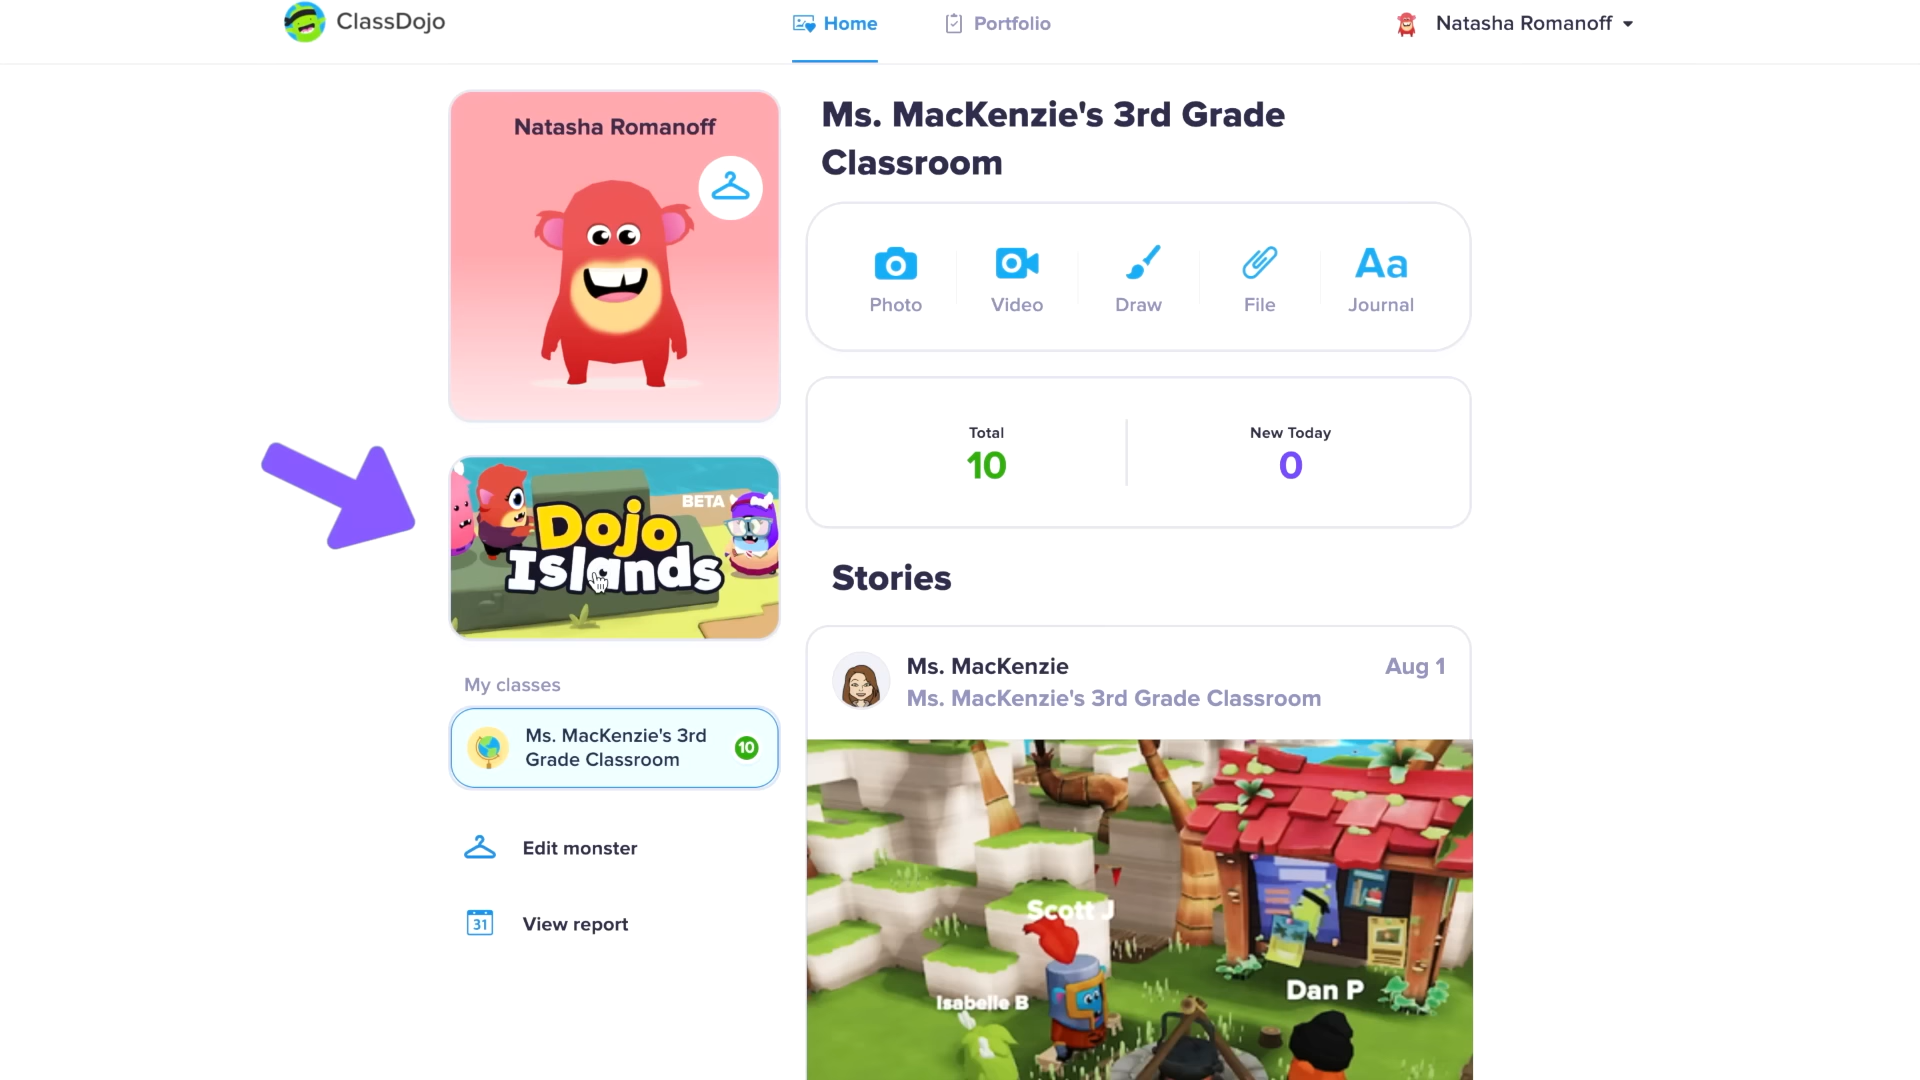 ClassDojo
Home
Portfolio
Natasha Romanoff
Natasha Romanoff
Ms. MacKenzie's 3rd Grade
Classroom
Photo
Video
Draw
File
Aa
Journal
Total
10
New Today
0
BETA
Dojo
Islands
Stories
My classes
Ms. MacKenzie's 3rd
Grade Classroom
10
Ms. MacKenzie
Aug 1
Ms. MacKenzie's 3rd Grade Classroom
Edit monster
31
View report
Scott J
Isabelle B
Dan P